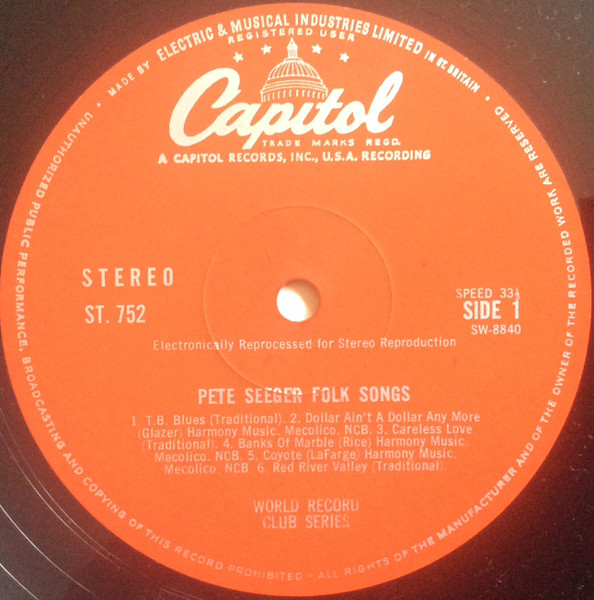 MADE BY ELECTRIC & MUSICAL INDUSTRIES LIMITED IN GT. BRITAIN
REGISTERED USER
Capitol
TRADE MARKS REGD.
A CAPITOL RECORDS, INC., U.S.A. RECORDING
STEREO
ST. 752
SPEED 33⅓
SIDE 1
SW-8840
Electronically Reprocessed for Stereo Reproduction
PETE SEEGER FOLK SONGS
1. T.B. Blues (Traditional). 2. Dollar Ain't A Dollar Any More
(Glazer) Harmony Music, Mecolico, NCB. 3. Careless Love
(Traditional). 4. Banks Of Marble (Rice) Harmony Music,
Mecolico, NCB. 5. Coyote (LaFarge) Harmony Music,
Mecolico, NCB 6. Red River Valley (Traditional).
WORLD RECORD
CLUB SERIES
UNAUTHORIZED PUBLIC PERFORMANCE, BROADCASTING AND COPYING OF THIS RECORD PROHIBITED - ALL RIGHTS OF THE MANUFACTURER AND OF THE OWNER OF THE RECORDED WORK ARE RESERVED